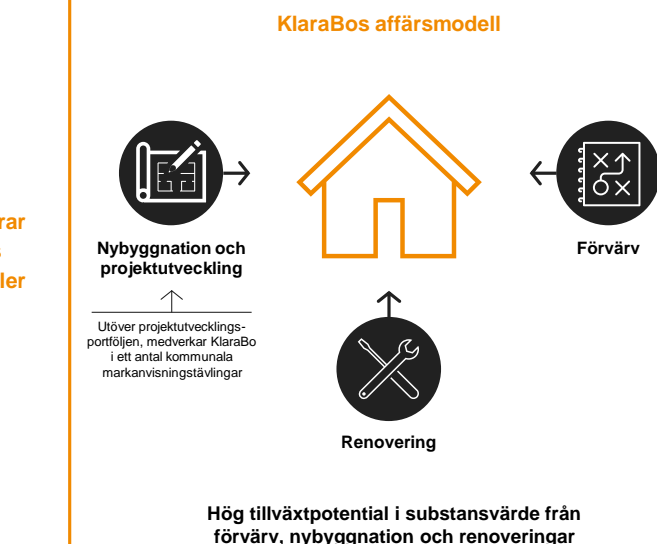 KlaraBos affärsmodell
Nybyggnation och
projektutveckling
Utöver projektutvecklings-
portföljen, medverkar KlaraBo
i ett antal kommunala
markanvisningstävlingar
Förvärv
Renovering
Hög tillväxtpotential i substansvärde från
förvärv, nybyggnation och renoveringar